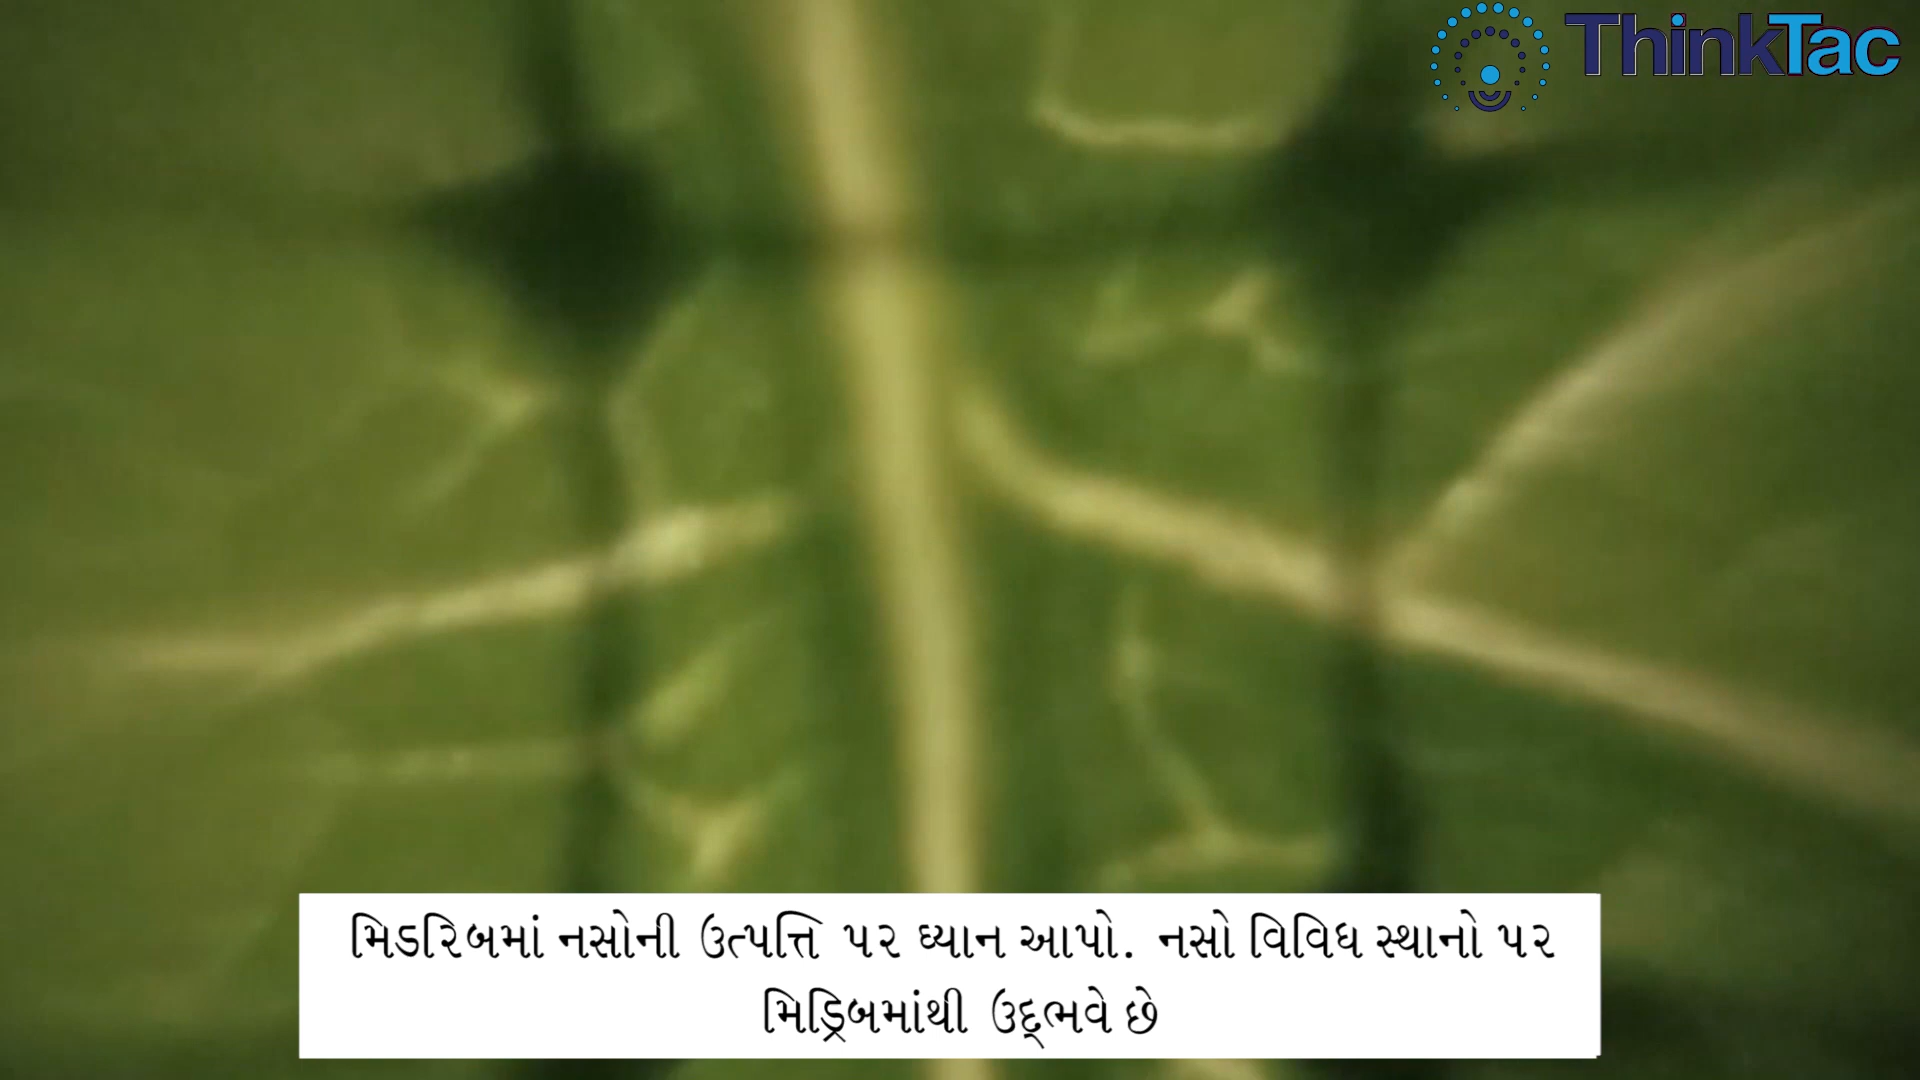 ThinkTac
મિડરિબમાં નસોની ઉત્પત્તિ પર ધ્યાન આપો. નસો વિવિધ સ્થાનો પર
મિડ્રિબમાંથી ઉદ્ભવે છે